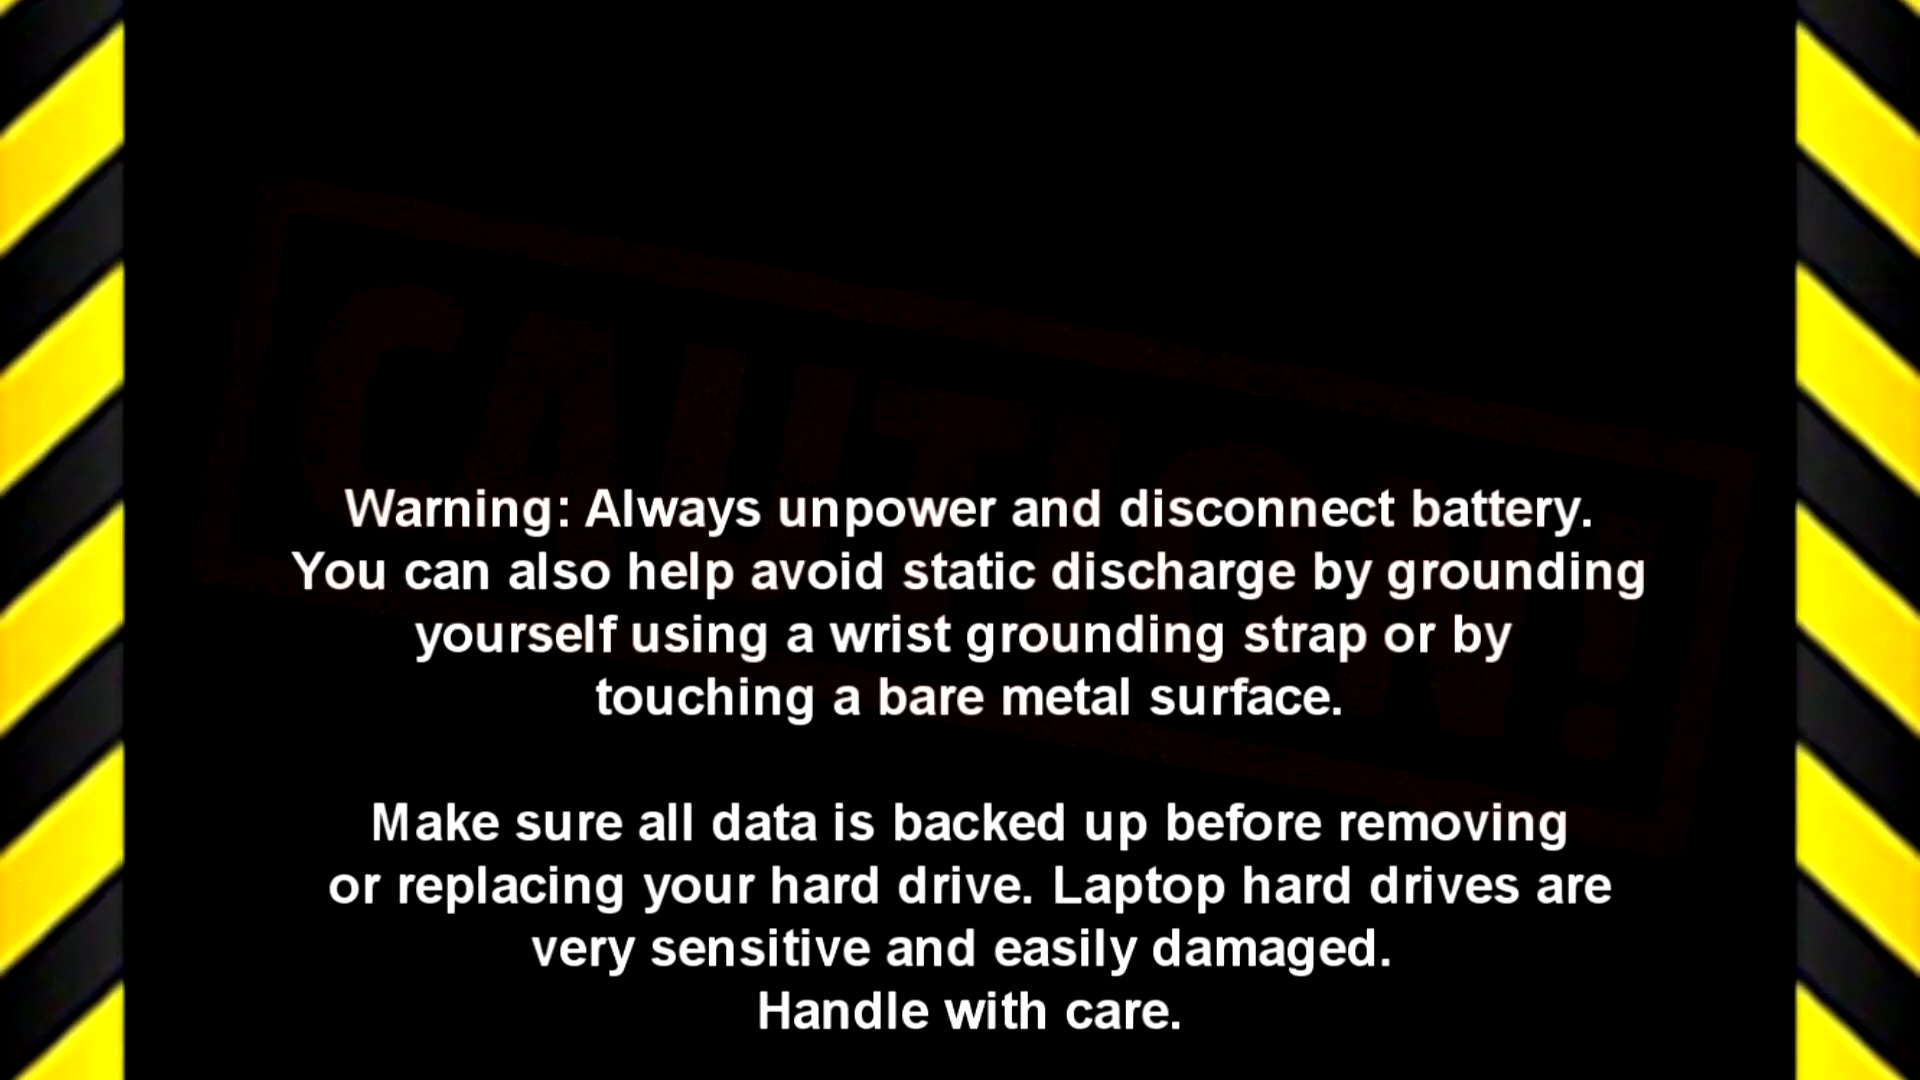 CAUTION!
Warning: Always unpower and disconnect battery.
You can also help avoid static discharge by grounding
yourself using a wrist grounding strap or by
touching a bare metal surface.
Make sure all data is backed up before removing
or replacing your hard drive. Laptop hard drives are
very sensitive and easily damaged.
Handle with care.